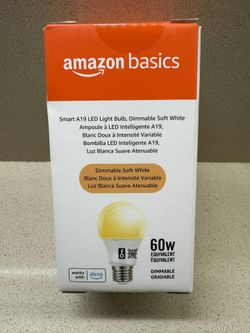 amazon basics
Smart A19 LED Light Bulb, Dimmable Soft White
Ampoule à LED Intelligente A19,
Blanc Doux à Intensité Variable
Bombilla LED Inteligente A19,
Luz Blanca Suave Atenuable
Dimmable Soft White
Blanc Doux à Intensité Variable
Luz Blanca Suave Atenuable
60w
EQUIVALENT
ÉQUIVALENT
works with alexa
DIMMABLE
GRADABLE